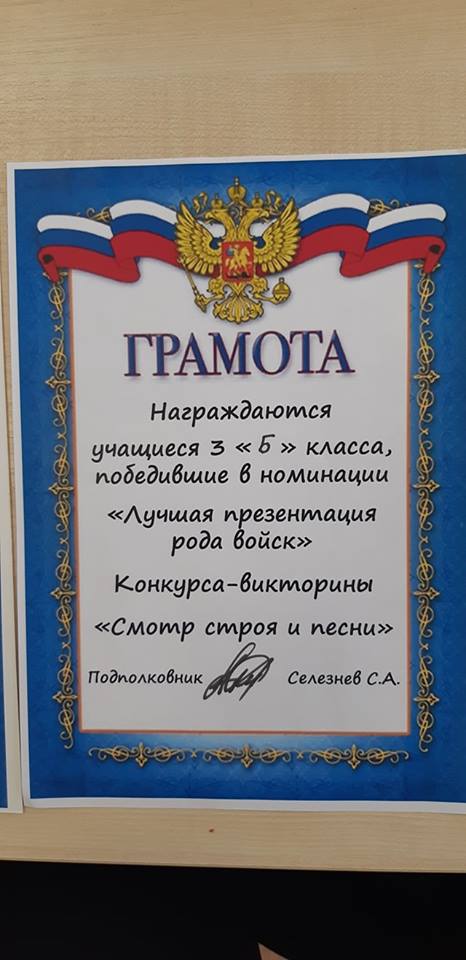 ГРАМОТА
Награждаются
учащиеся 3 «Б» класса,
победившие в номинации
«Лучшая презентация
рода войск»
Конкурса-викторины
«Смотр строя и песни»
Подполковник Селезнев С.А.